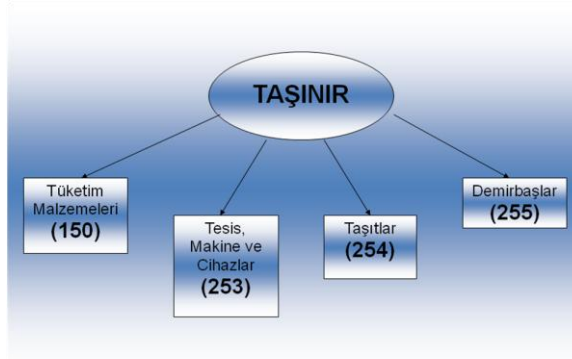 TAŞINIR
Tüketim
Malzemeleri
(150)
Tesis,
Makine ve
Cihazlar
(253)
Taşıtlar
(254)
Demirbaşlar
(255)